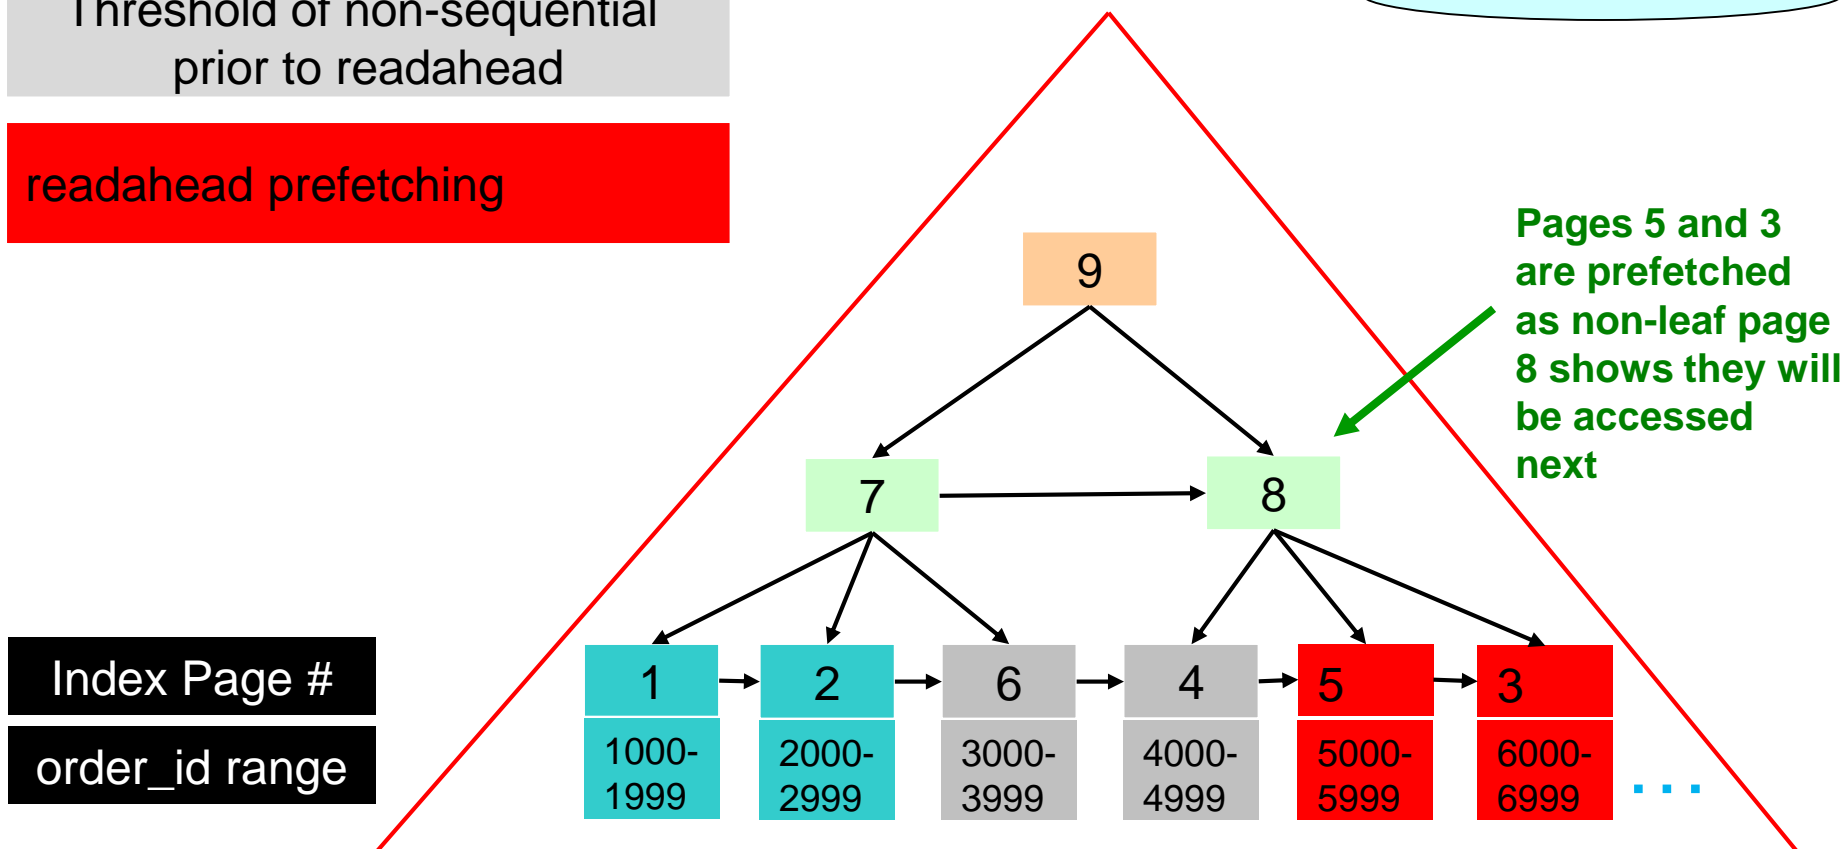 Threshold of non-sequential
prior to readahead
readahead prefetching
Pages 5 and 3
are prefetched
as non-leaf page
8 shows they will
be accessed
next
9
7
8
Index Page #
1
2
6
4
5
3
order_id range
1000-
1999
2000-
2999
3000-
3999
4000-
4999
5000-
5999
6000-
6999
. . .